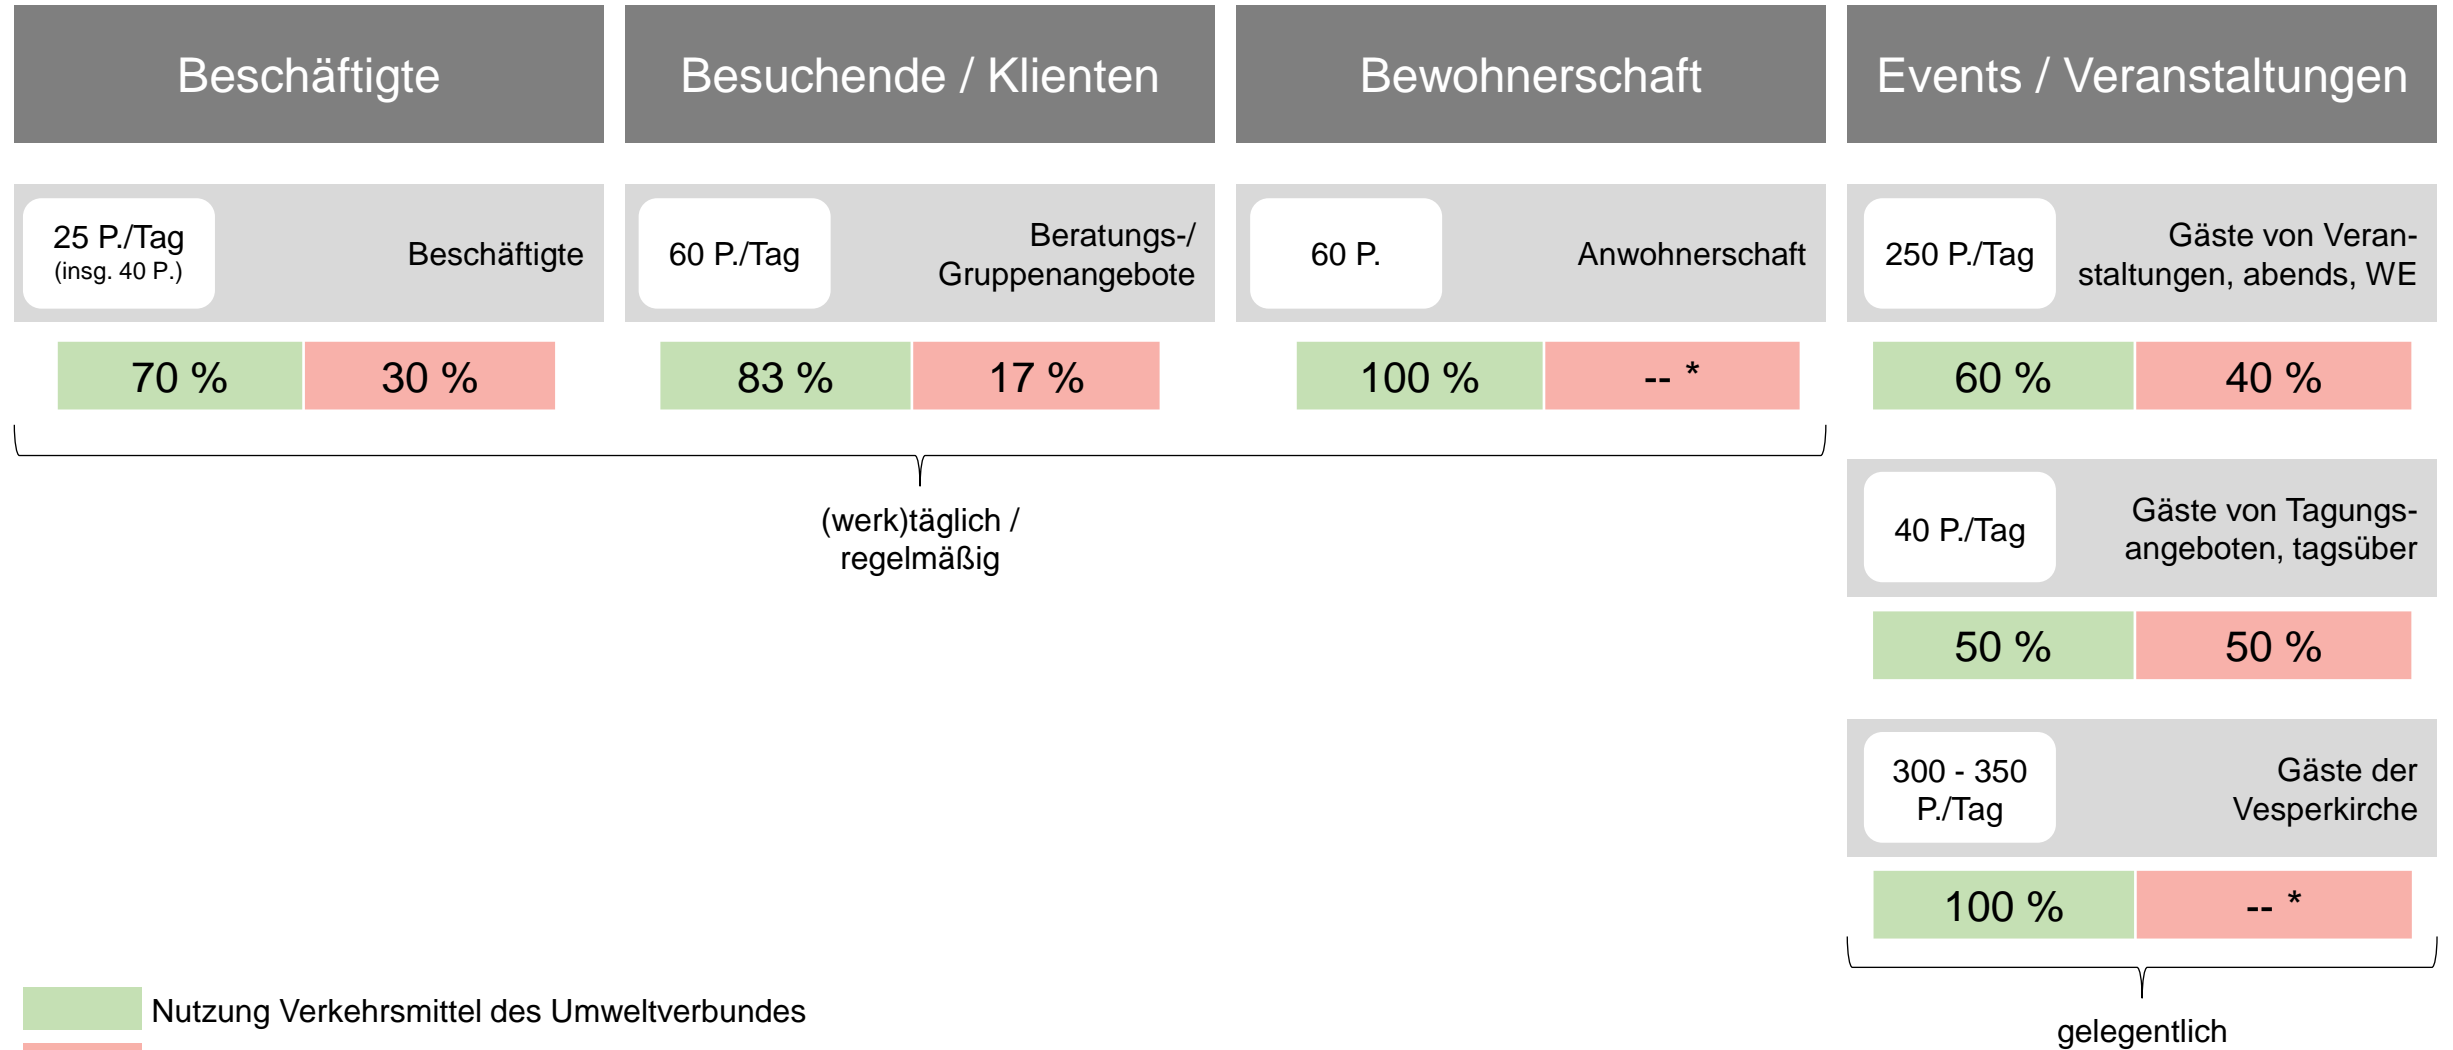 Beschäftigte
Besuchende / Klienten
Bewohnerschaft
Events / Veranstaltungen
25 P./Tag
(insg. 40 P.)
Beschäftigte
60 P./Tag
Beratungs-/
Gruppenangebote
60 P.
Anwohnerschaft
250 P./Tag
Gäste von Veran-
staltungen, abends, WE
70 %
30 %
83 %
17 %
100 %
-- *
60 %
40 %
(werk)täglich /
regelmäßig
40 P./Tag
Gäste von Tagungs-
angeboten, tagsüber
50 %
50 %
300 - 350
P./Tag
Gäste der
Vesperkirche
100 %
-- *
Nutzung Verkehrsmittel des Umweltverbundes
gelegentlich